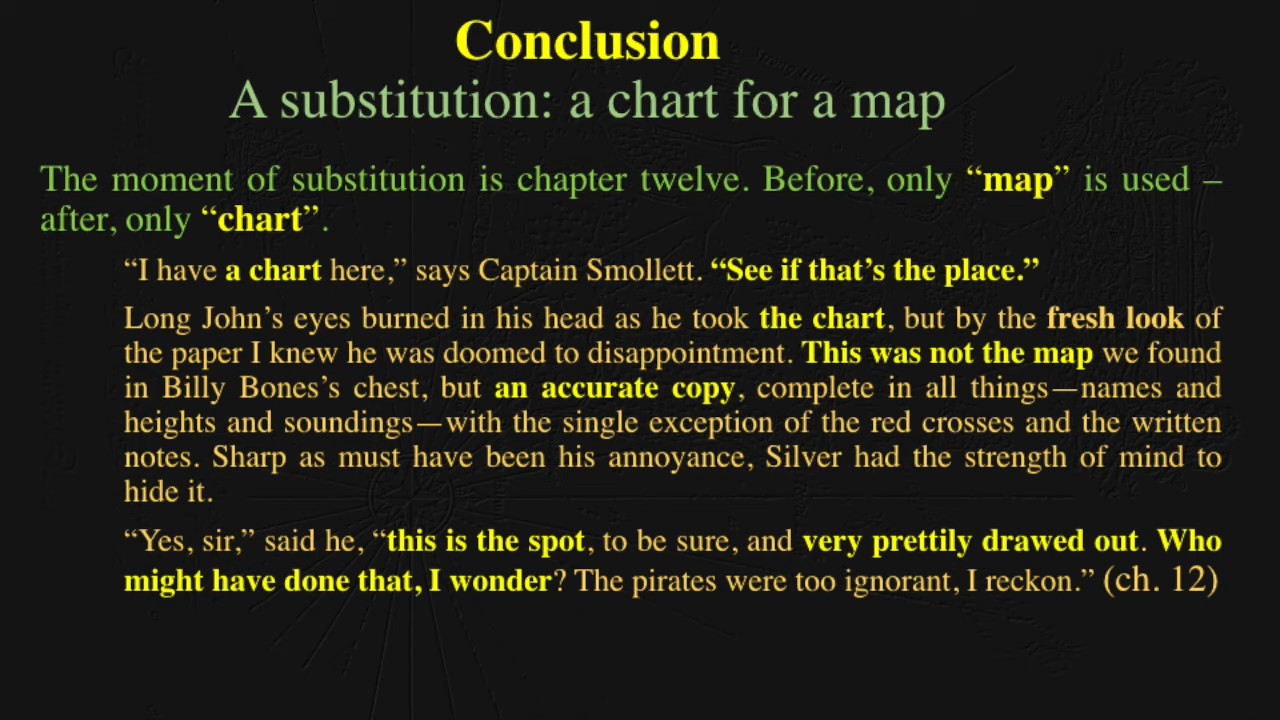 Conclusion
A substitution: a chart for a map
The moment of substitution is chapter twelve. Before, only “map” is used –
after, only “chart”.
“I have a chart here,” says Captain Smollett. “See if that’s the place.”
Long John’s eyes burned in his head as he took the chart, but by the fresh look of
the paper I knew he was doomed to disappointment. This was not the map we found
in Billy Bones’s chest, but an accurate copy, complete in all things—names and
heights and soundings—with the single exception of the red crosses and the written
notes. Sharp as must have been his annoyance, Silver had the strength of mind to
hide it.
“Yes, sir,” said he, “this is the spot, to be sure, and very prettily drawed out. Who
might have done that, I wonder? The pirates were too ignorant, I reckon.” (ch. 12)